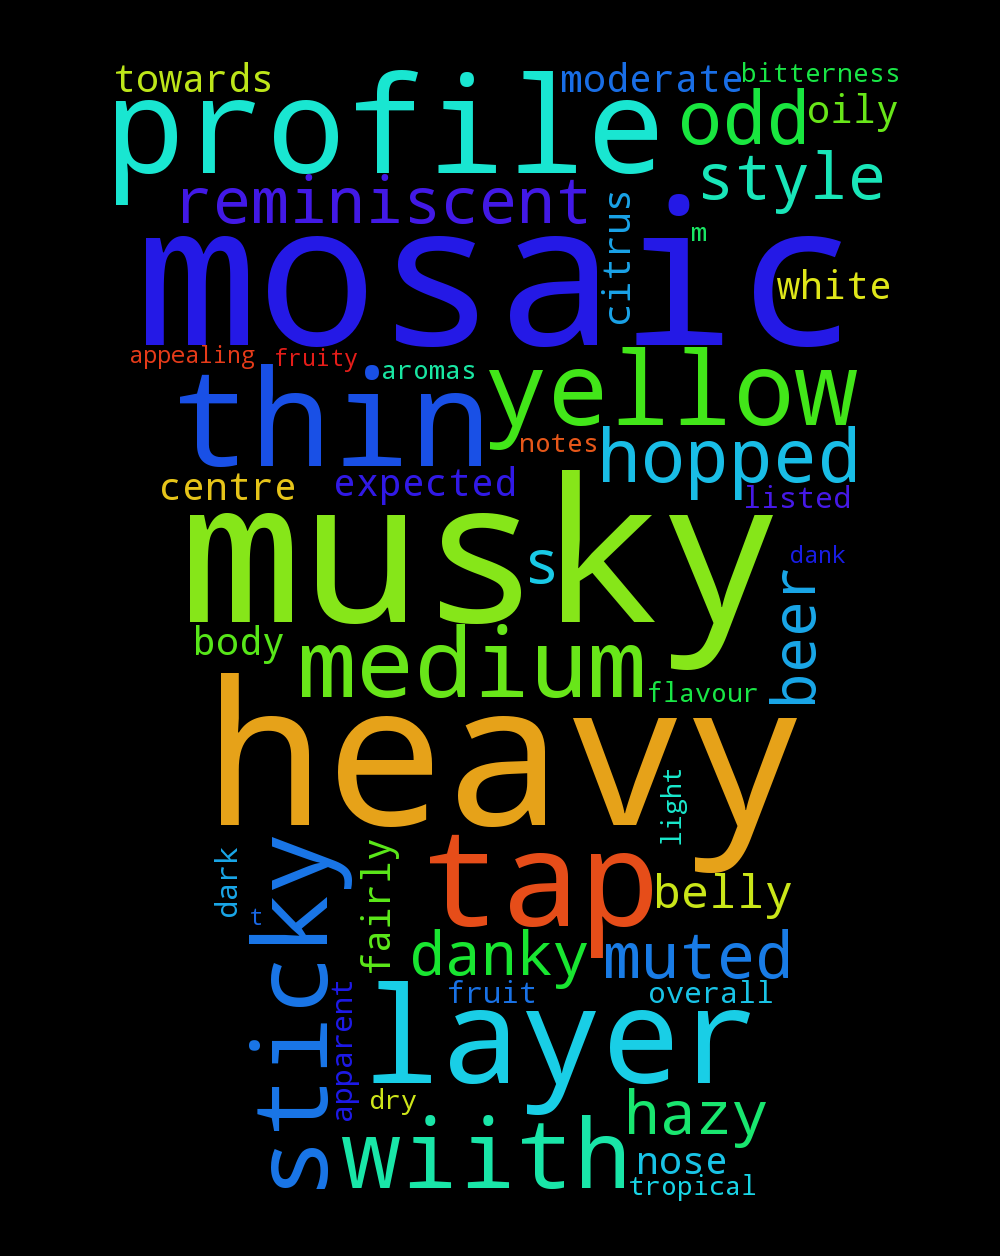 towards
moderate
bitterness
profile
odd
oily
style
reminiscent
citrus
m
mosaic
white
appealing
fruity
aromas
thin
yellow
notes
hopped
centre
expected
listed
musky
s
dank
beer
body
medium
flavour
heavy
light
dark
t
sticky
fairly
tap
belly
danky
muted
fruit
overall
apparent
layer
dry
hazy
wiith
nose
tropical